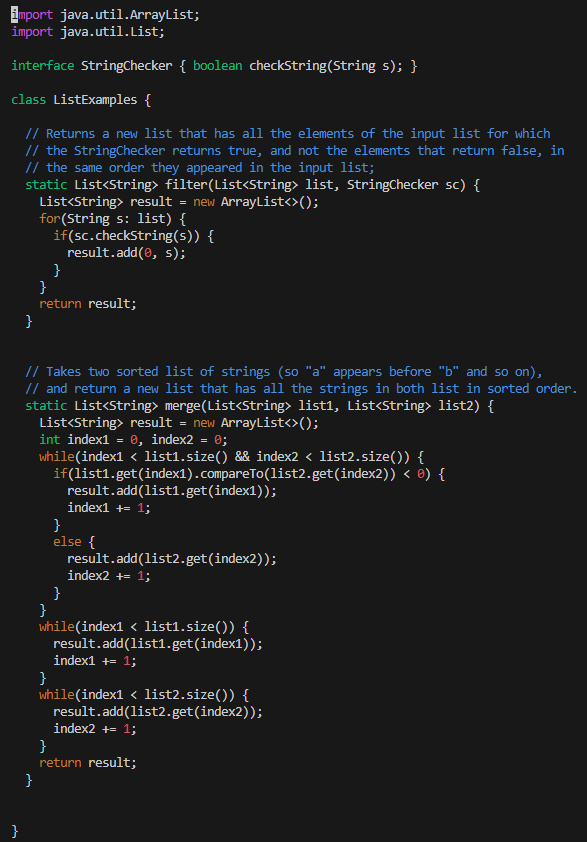 import java.util.ArrayList;
import java.util.List;

interface StringChecker { boolean checkString(String s); }

class ListExamples {

  // Returns a new list that has all the elements of the input list for which
  // the StringChecker returns true, and not the elements that return false, in
  // the same order they appeared in the input list;
  static List<String> filter(List<String> list, StringChecker sc) {
    List<String> result = new ArrayList<>();
    for(String s: list) {
      if(sc.checkString(s)) {
        result.add(0, s);
      }
    }
    return result;
  }


  // Takes two sorted list of strings (so "a" appears before "b" and so on),
  // and return a new list that has all the strings in both list in sorted order.
  static List<String> merge(List<String> list1, List<String> list2) {
    List<String> result = new ArrayList<>();
    int index1 = 0, index2 = 0;
    while(index1 < list1.size() && index2 < list2.size()) {
      if(list1.get(index1).compareTo(list2.get(index2)) < 0) {
        result.add(list1.get(index1));
        index1 += 1;
      }
      else {
        result.add(list2.get(index2));
        index2 += 1;
      }
    }
    while(index1 < list1.size()) {
      result.add(list1.get(index1));
      index1 += 1;
    }
    while(index1 < list2.size()) {
      result.add(list2.get(index2));
      index2 += 1;
    }
    return result;
  }


}